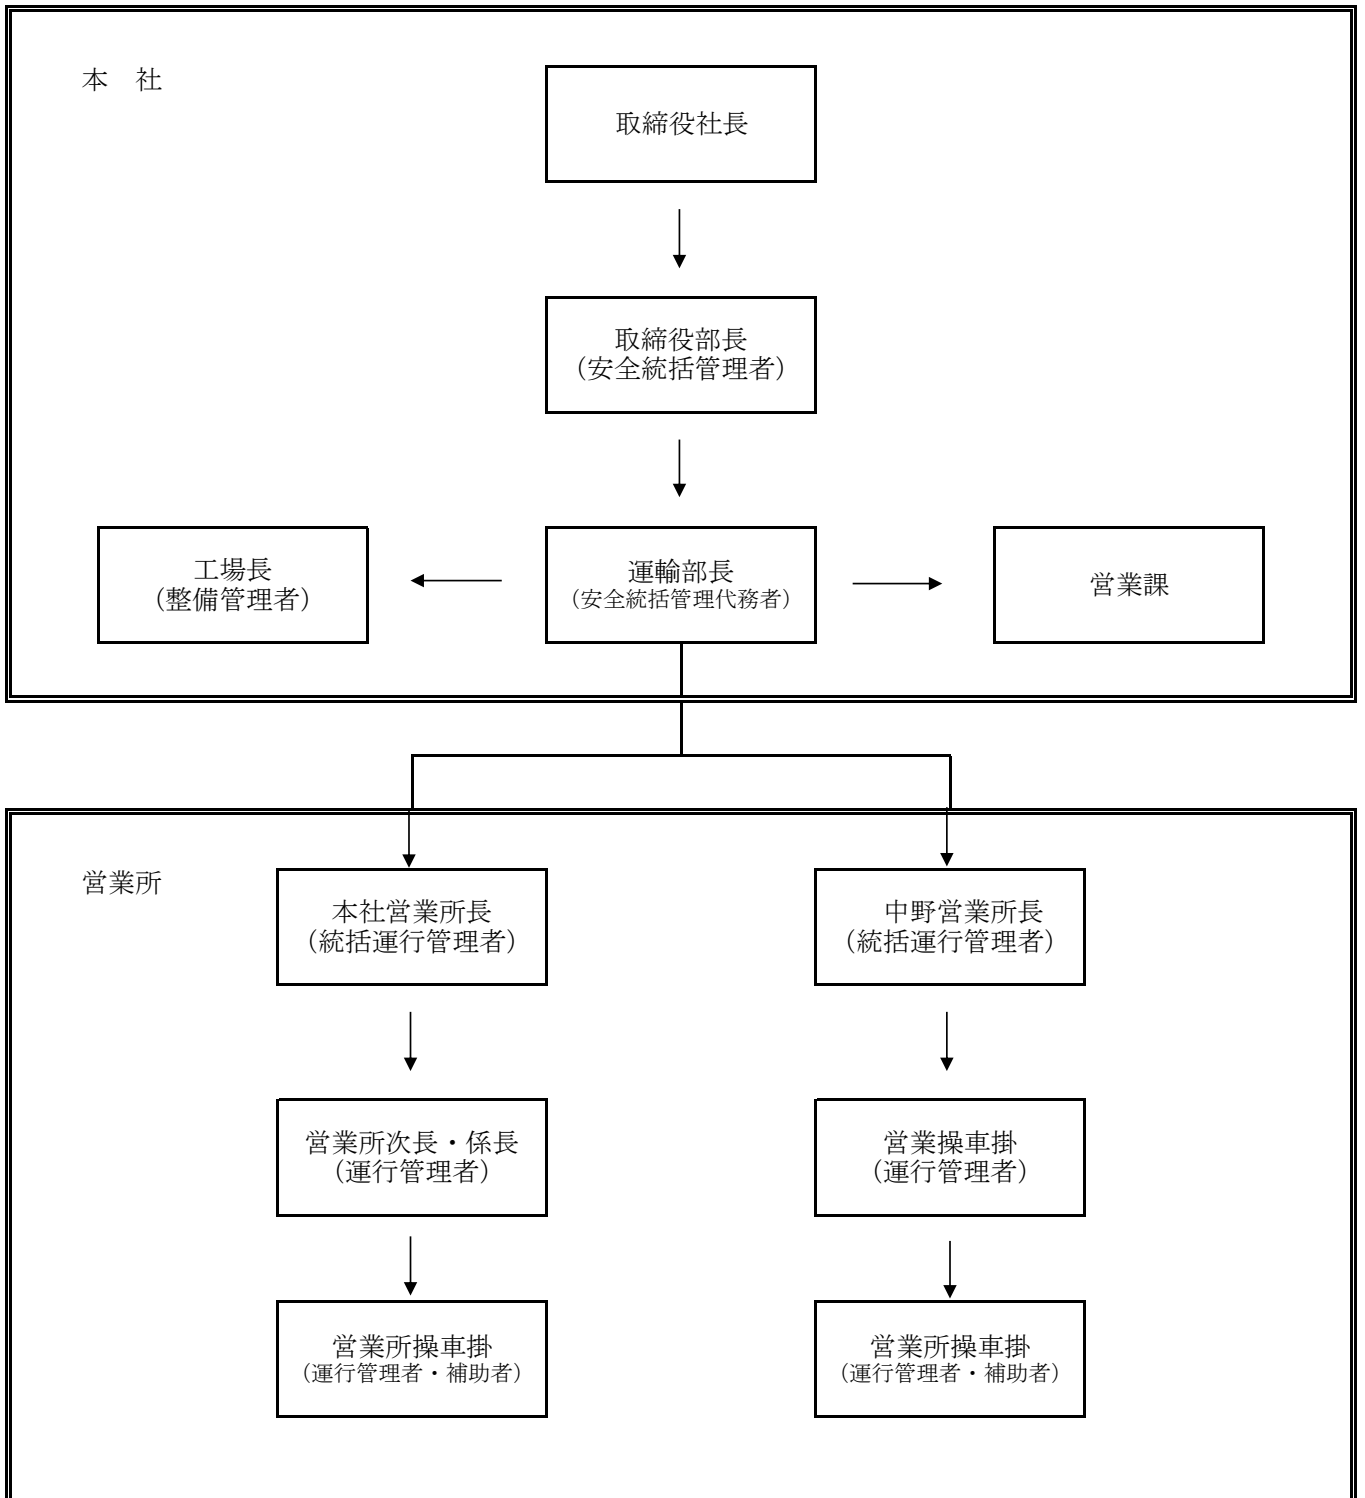 本　社
取締役社長
取締役部長
（安全統括管理者）
工場長
（整備管理者）
運輸部長
（安全統括管理代務者）
営業課
営業所
本社営業所長
（統括運行管理者）
中野営業所長
（統括運行管理者）
営業所次長・係長
（運行管理者）
営業操車掛
（運行管理者）
営業所操車掛
（運行管理者・補助者）
営業所操車掛
（運行管理者・補助者）